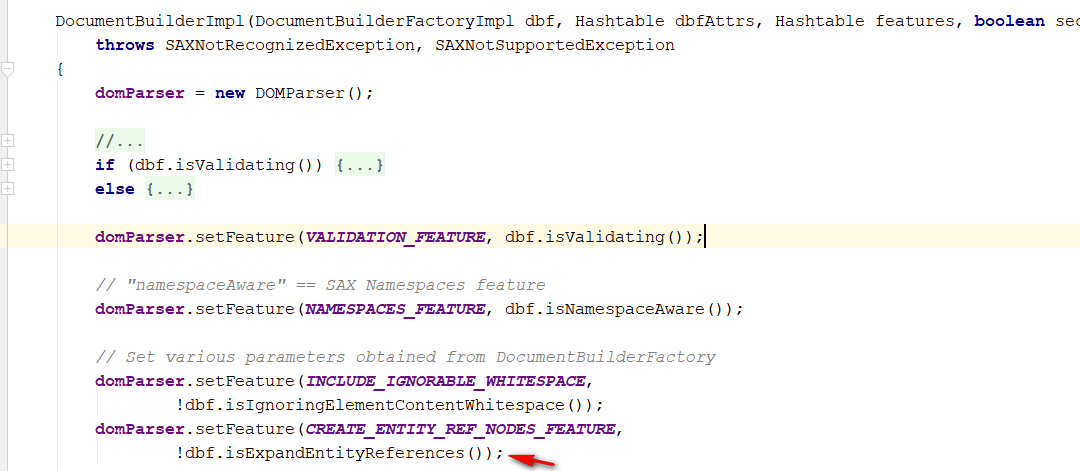 DocumentBuilderImpl(DocumentBuilderFactoryImpl dbf, Hashtable dbfAttrs, Hashtable features, boolean sec
throws SAXNotRecognizedException, SAXNotSupportedException
{
domParser = new DOMParser();
//...
if (dbf.isValidating()) {...}
else {...}
domParser.setFeature(VALIDATION_FEATURE, dbf.isValidating());
// "namespaceAware" == SAX Namespaces feature
domParser.setFeature(NAMESPACES_FEATURE, dbf.isNamespaceAware());
// Set various parameters obtained from DocumentBuilderFactory
domParser.setFeature(INCLUDE_IGNORABLE_WHITESPACE,
!dbf.isIgnoringElementContentWhitespace());
domParser.setFeature(CREATE_ENTITY_REF_NODES_FEATURE,
!dbf.isExpandEntityReferences());